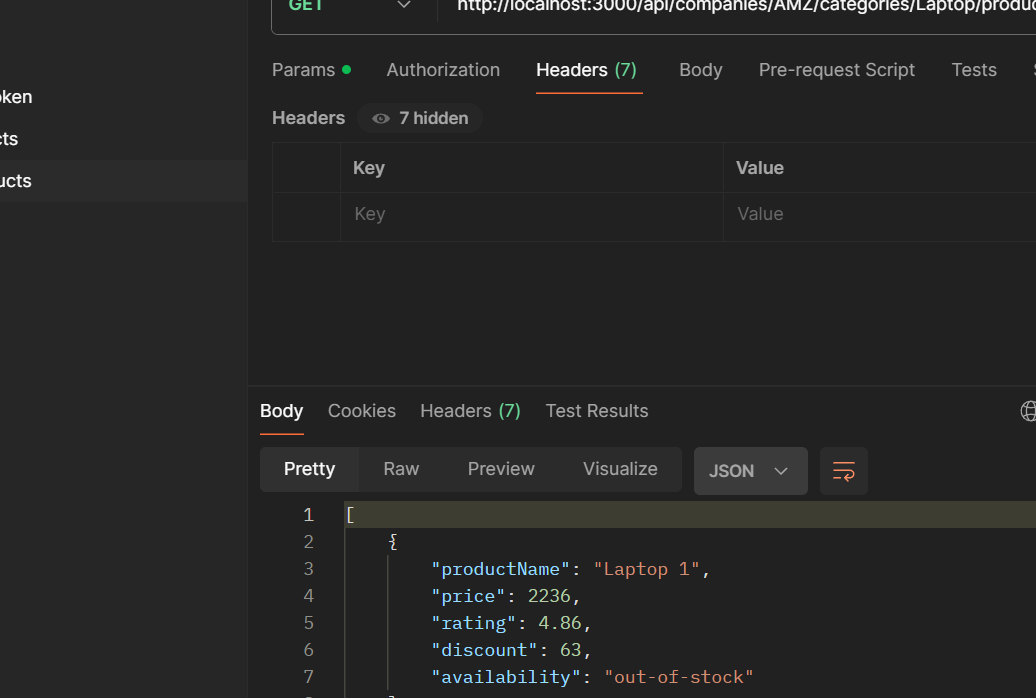 GET http://localhost:3000/api/companies/AMZ/categories/Laptop/produc
Params Authorization Headers (7) Body Pre-request Script Tests
oken
Headers 7 hidden
cts
Key Value
ucts
Key Value
Body Cookies Headers (7) Test Results
Pretty Raw Preview Visualize JSON
1 [
2 {
3 "productName": "Laptop 1",
4 "price": 2236,
5 "rating": 4.86,
6 "discount": 63,
7 "availability": "out-of-stock"